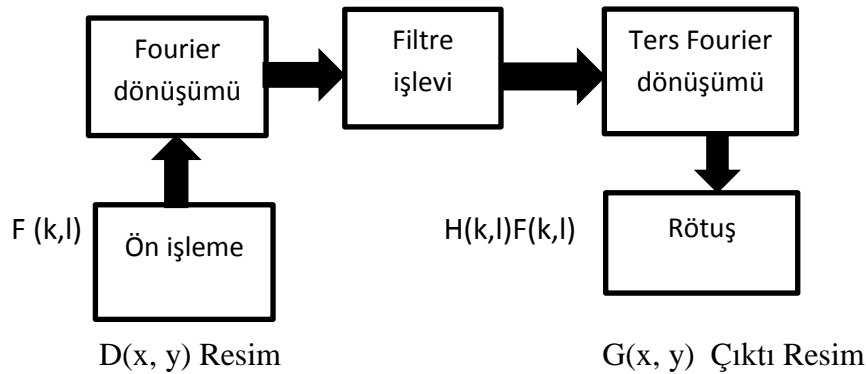 Fourier
dönüşümü
Filtre
işlevi
Ters Fourier
dönüşümü
F (k,l)
Ön işleme
H(k,l)F(k,l)
Rötuş
D(x, y) Resim
G(x, y) Çıktı Resim